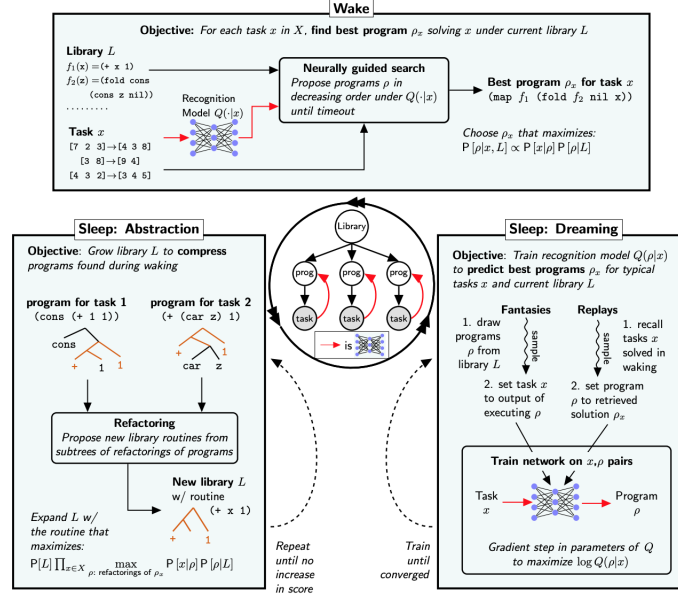 Wake
Objective: For each task x in X, find best program ρₓ solving x under current library L
Library L
f₁(x) =(+ x 1)
f₂(z) =(fold cons
(cons z nil))
.........
Task x
[7 2 3]→[4 3 8]
[3 8]→[9 4]
[4 3 2]→[3 4 5]
Recognition
Model Q(·|x)
Neurally guided search
Propose programs ρ in
decreasing order under Q(·|x)
until timeout
Best program ρₓ for task x
(map f₁ (fold f₂ nil x))
Choose ρₓ that maximizes:
P [ρ|x, L] ∝ P [x|ρ] P [ρ|L]
Sleep: Abstraction
Objective: Grow library L to compress
programs found during waking
program for task 1
(cons (+ 1 1))
cons
+ 1 1
program for task 2
(+ (car z) 1)
+ 1
car z
Refactoring
Propose new library routines from
subtrees of refactorings of programs
New library L
w/ routine
(+ x 1)
+ 1
Expand L w/
the routine that
maximizes:
P[L] ∏ₓ∈X max P [x|ρ] P [ρ|L]
ρ: refactorings of ρₓ
Library
prog prog prog
task task task
is
Repeat
until no
increase
in score
Train
until
converged
Sleep: Dreaming
Objective: Train recognition model Q(ρ|x)
to predict best programs ρₓ for typical
tasks x and current library L
Fantasies
1. draw
programs
ρ from
library L
sample
2. set task x
to output of
executing ρ
Replays
sample
1. recall
tasks x
solved in
waking
2. set program
ρ to retrieved
solution ρₓ
Train network on x,ρ pairs
Task
x
Program
ρ
Gradient step in parameters of Q
to maximize log Q(ρ|x)